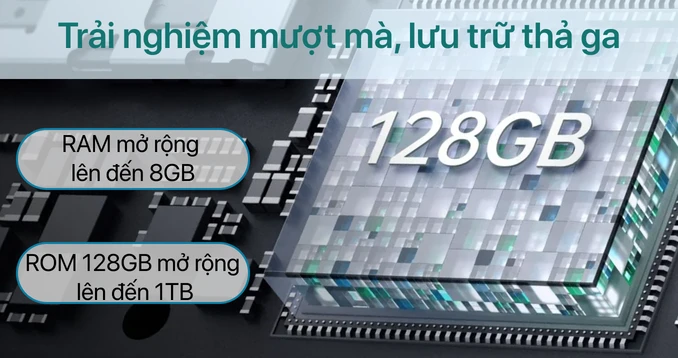 Trải nghiệm mượt mà, lưu trữ thả ga
128GB
RAM mở rộng
lên đến 8GB
ROM 128GB mở rộng
lên đến 1TB